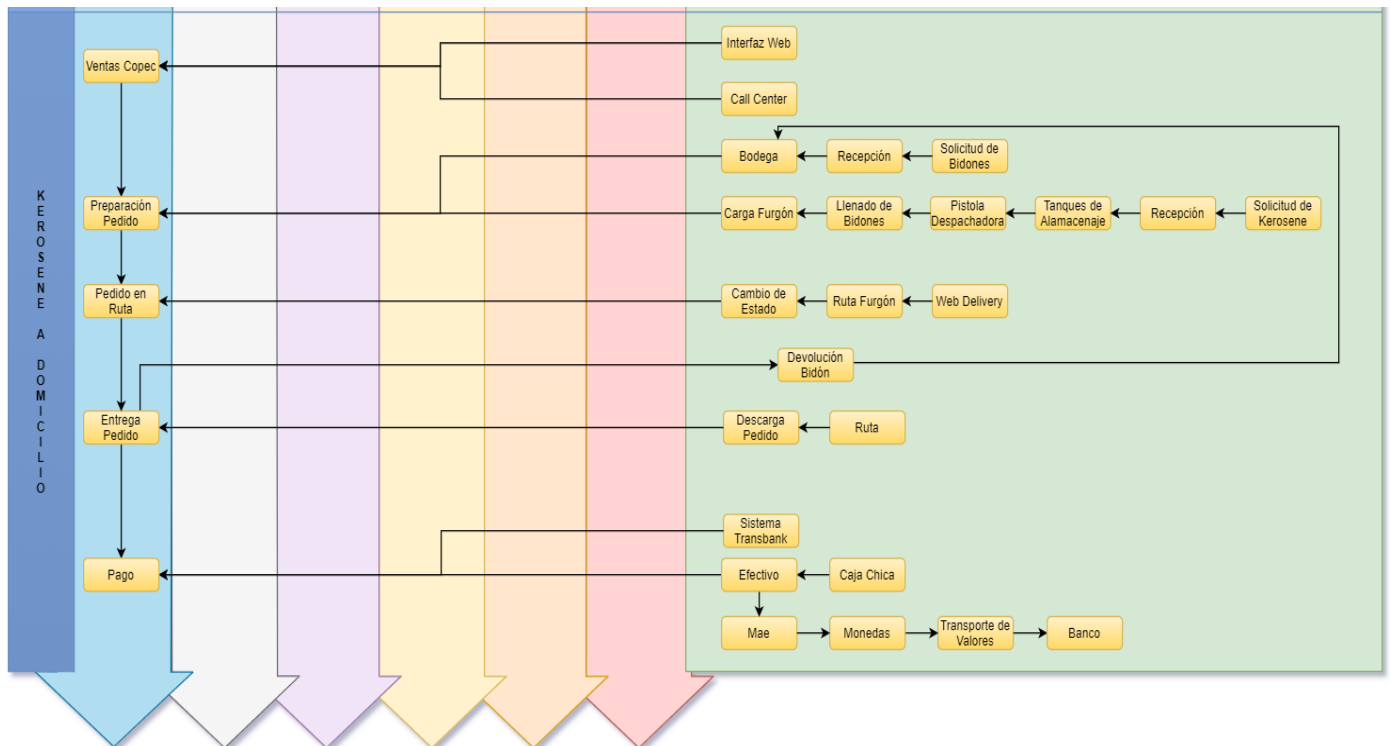 KEROSENE A DOMICILIO
Interfaz Web
Ventas Copec
Call Center
Bodega
Recepción
Solicitud de
Bidones
Preparación
Pedido
Carga Furgón
Llenado de
Bidones
Pistola
Despachadora
Tanques de
Alamacenaje
Recepción
Solicitud de
Kerosene
Pedido en
Ruta
Cambio de
Estado
Ruta Furgón
Web Delivery
Devolución
Bidón
Entrega
Pedido
Descarga
Pedido
Ruta
Sistema
Transbank
Pago
Efectivo
Caja Chica
Mae
Monedas
Transporte de
Valores
Banco